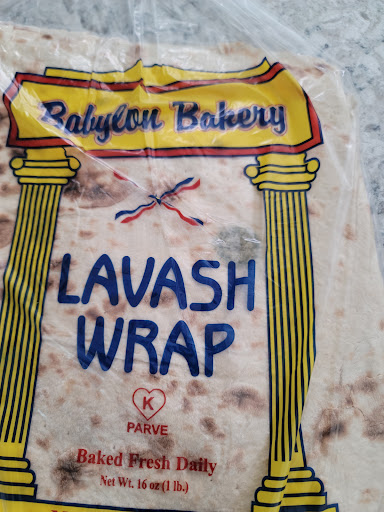 Babylon Bakery
LAVASH
WRAP
K
PARVE
Baked Fresh Daily
Net Wt. 16 oz (1 lb.)